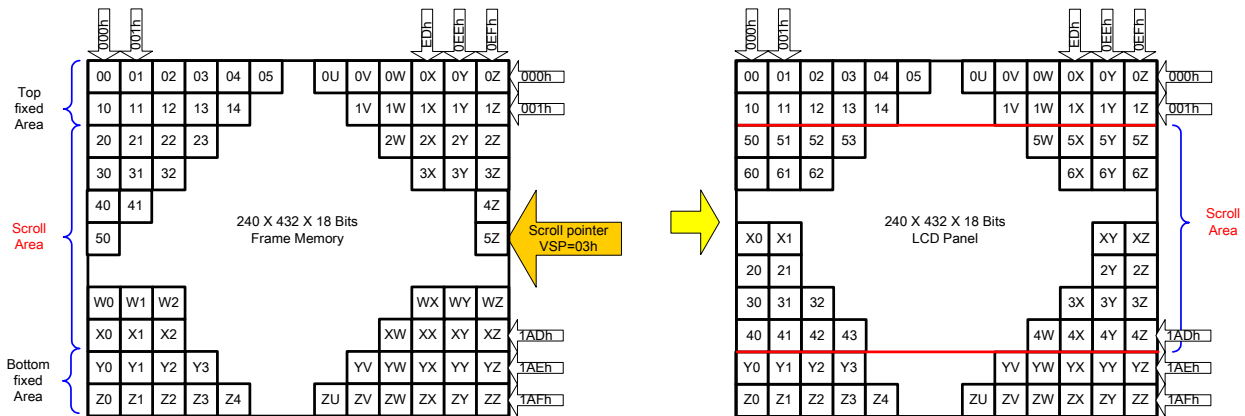 000h 001h EDh 0EEh 0EFh 000h 001h EDh 0EEh 0EFh
00 01 02 03 04 05 0U 0V 0W 0X 0Y 0Z 000h 00 01 02 03 04 05 0U 0V 0W 0X 0Y 0Z 000h
Top
fixed
Area
10 11 12 13 14 1V 1W 1X 1Y 1Z 001h 10 11 12 13 14 1V 1W 1X 1Y 1Z 001h
20 21 22 23 2W 2X 2Y 2Z 50 51 52 53 5W 5X 5Y 5Z
30 31 32 3X 3Y 3Z 60 61 62 6X 6Y 6Z
40 41 4Z
Scroll
Area
240 X 432 X 18 Bits
Frame Memory
Scroll pointer
VSP=03h
240 X 432 X 18 Bits
LCD Panel
Scroll
Area
50 5Z X0 X1 XY XZ
20 21 2Y 2Z
W0 W1 W2 WX WY WZ 30 31 32 3X 3Y 3Z
X0 X1 X2 XW XX XY XZ 1ADh 40 41 42 43 4W 4X 4Y 4Z 1ADh
Bottom
fixed
Area
Y0 Y1 Y2 Y3 YV YW YX YY YZ 1AEh Y0 Y1 Y2 Y3 YV YW YX YY YZ 1AEh
Z0 Z1 Z2 Z3 Z4 ZU ZV ZW ZX ZY ZZ 1AFh Z0 Z1 Z2 Z3 Z4 ZU ZV ZW ZX ZY ZZ 1AFh